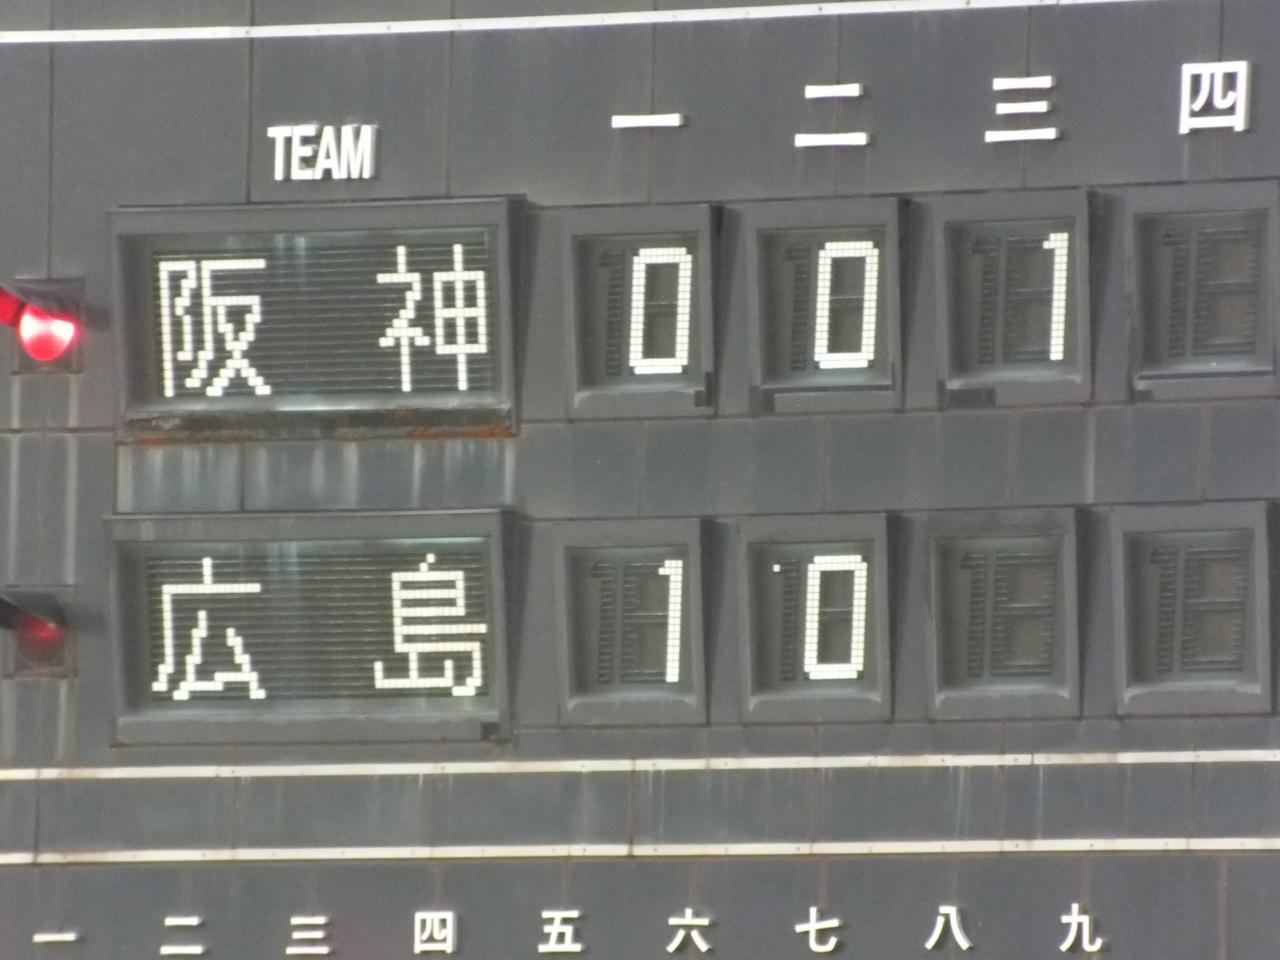 TEAM 一 二 三 四
阪神 0 0 1
広島 1 0
一 二 三 四 五 六 七 八 九